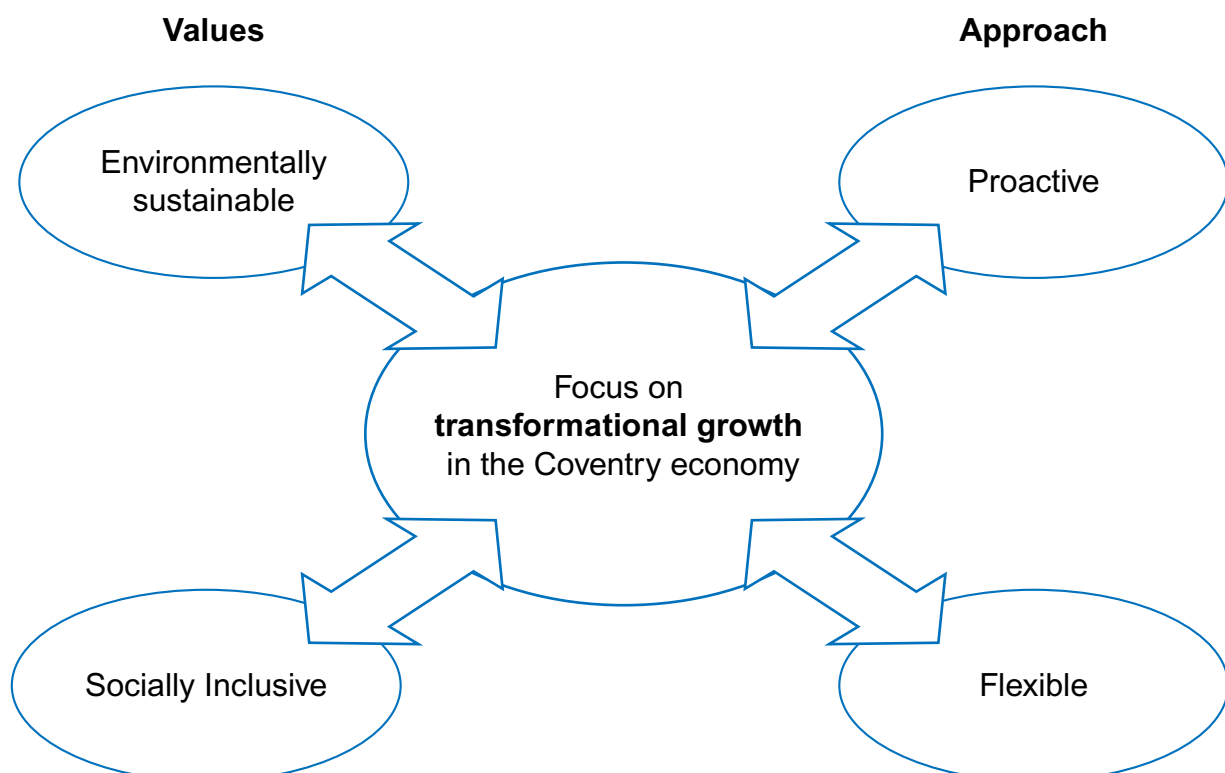 Values
Approach
Environmentally
sustainable
Proactive
Focus on
transformational growth
in the Coventry economy
Socially Inclusive
Flexible